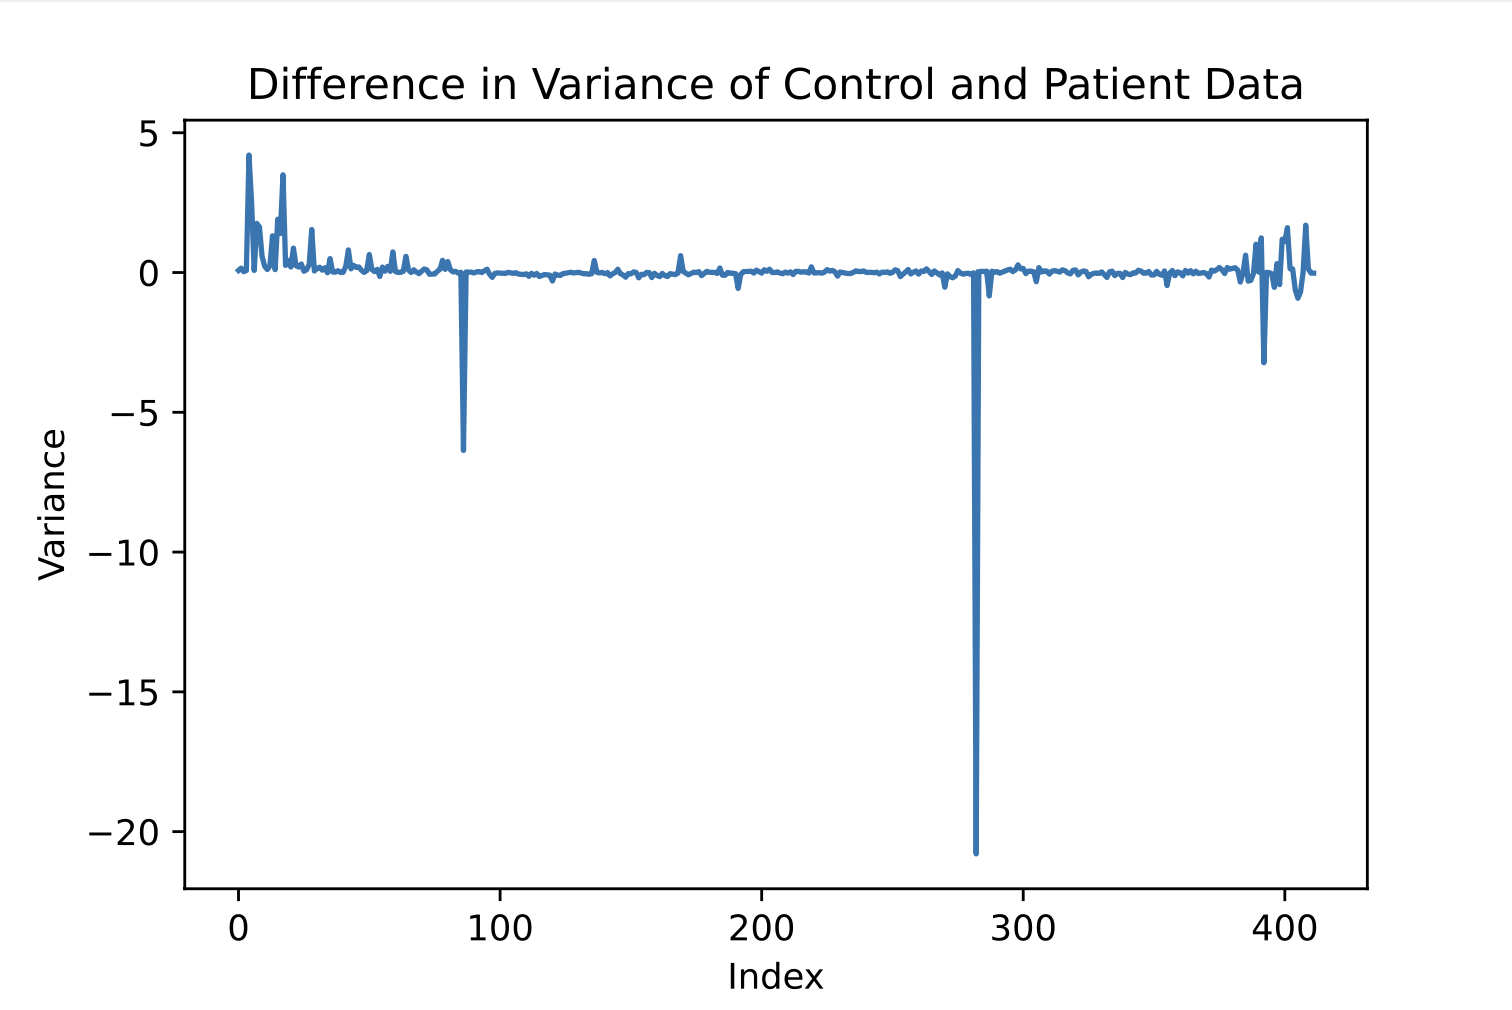 Difference in Variance of Control and Patient Data
5
0
−5
−10
−15
−20
Variance
0 100 200 300 400
Index